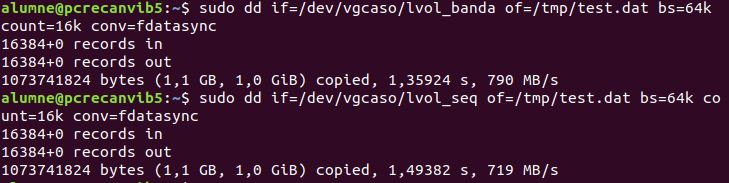 alumne@pcrecanvib5:~$ sudo dd if=/dev/vgcaso/lvol_banda of=/tmp/test.dat bs=64k
count=16k conv=fdatasync
16384+0 records in
16384+0 records out
1073741824 bytes (1,1 GB, 1,0 GiB) copied, 1,35924 s, 790 MB/s
alumne@pcrecanvib5:~$ sudo dd if=/dev/vgcaso/lvol_seq of=/tmp/test.dat bs=64k co
unt=16k conv=fdatasync
16384+0 records in
16384+0 records out
1073741824 bytes (1,1 GB, 1,0 GiB) copied, 1,49382 s, 719 MB/s